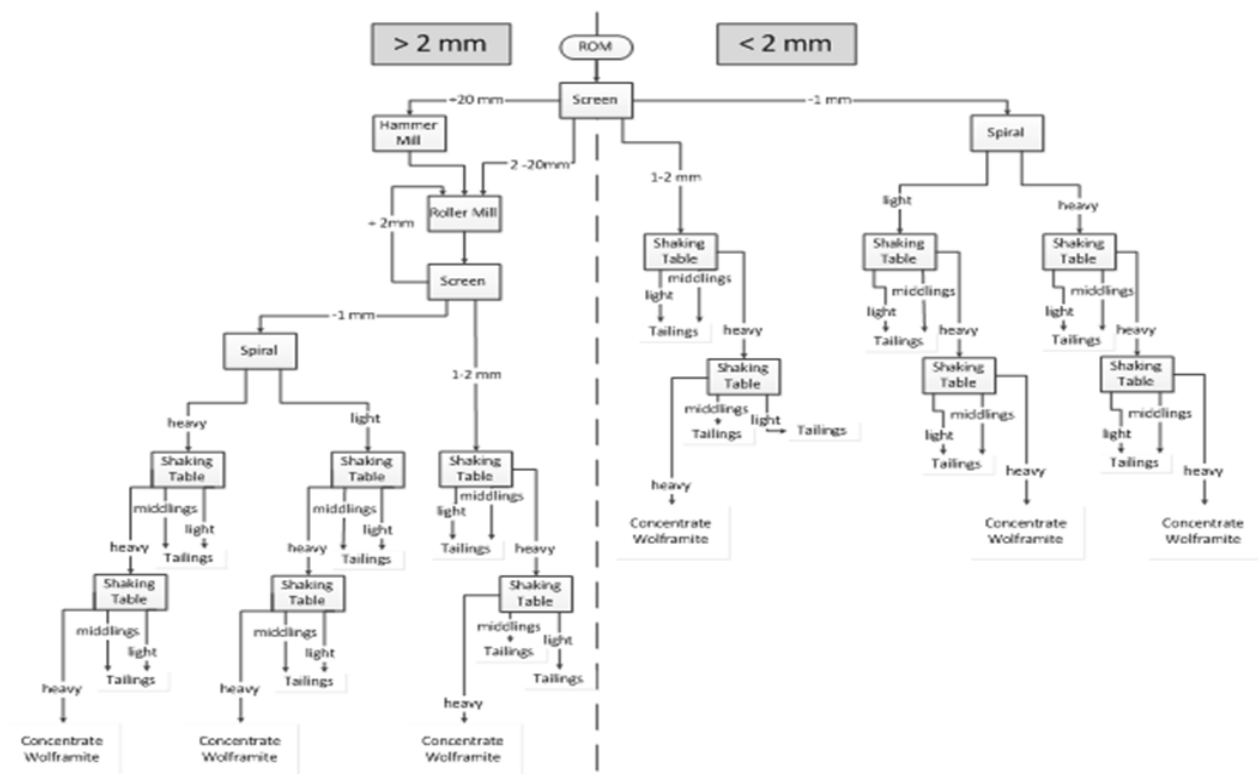 > 2 mm
ROM
< 2 mm
+20 mm
Screen
-1 mm
Hammer
Mill
Spiral
2 -20mm
1-2 mm
+ 2mm
Roller Mill
light
heavy
Shaking
Table
Shaking
Table
Shaking
Table
Screen
middlings
light
Tailings
heavy
middlings
light
Tailings
heavy
middlings
light
Tailings
heavy
-1 mm
Spiral
1-2 mm
Shaking
Table
Shaking
Table
Shaking
Table
middlings
Tailings
light
Tailings
heavy
middlings
light
Tailings
heavy
middlings
light
Tailings
heavy
Concentrate
Wolframite
Concentrate
Wolframite
Concentrate
Wolframite
heavy
light
Shaking
Table
Shaking
Table
Shaking
Table
middlings
light
Tailings
heavy
middlings
light
Tailings
heavy
middlings
light
Tailings
heavy
Shaking
Table
Shaking
Table
Shaking
Table
middlings
light
Tailings
heavy
middlings
light
Tailings
heavy
middlings
Tailings
light
Tailings
heavy
Concentrate
Wolframite
Concentrate
Wolframite
Concentrate
Wolframite